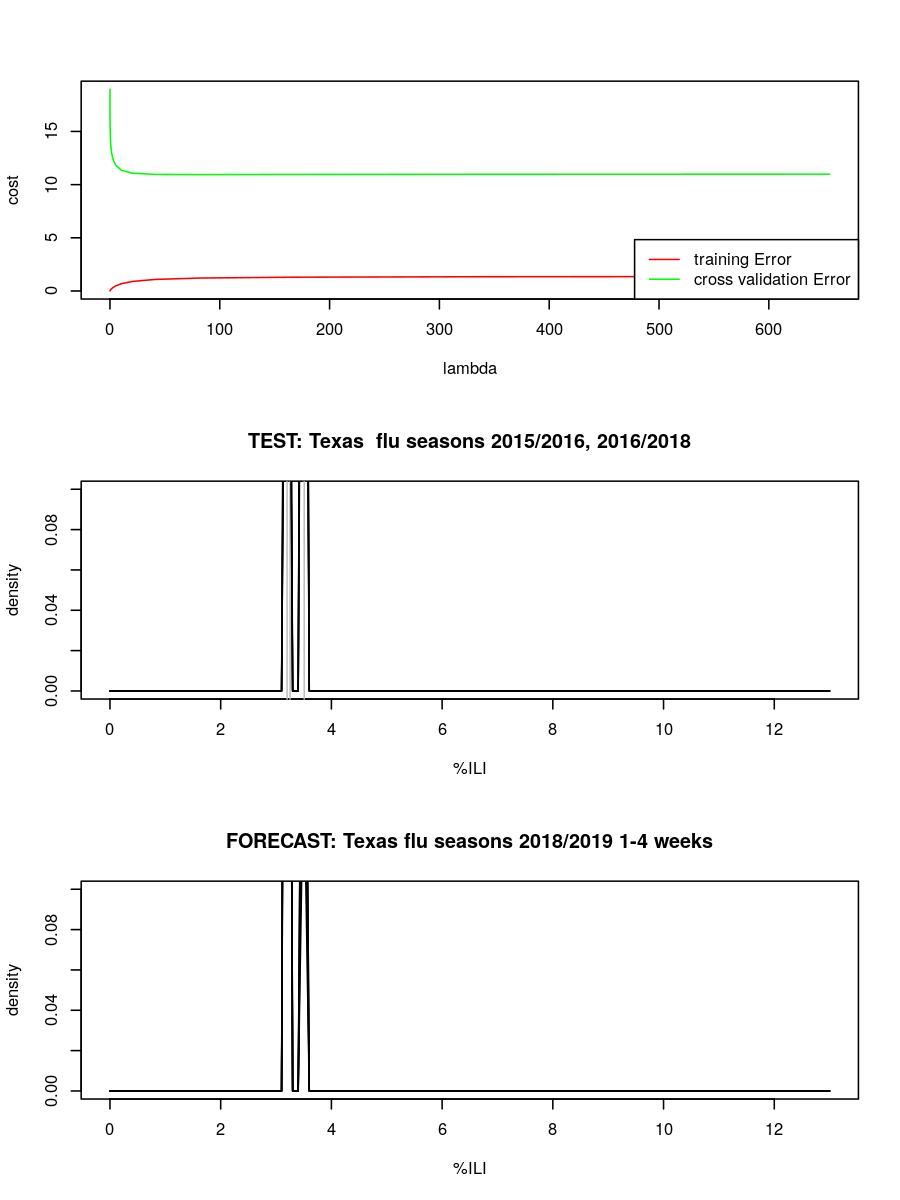 cost
15
10
5
0
training Error
cross validation Error
0 100 200 300 400 500 600
lambda
TEST: Texas  flu seasons 2015/2016, 2016/2018
density
0.08
0.04
0.00
0 2 4 6 8 10 12
%ILI
FORECAST: Texas flu seasons 2018/2019 1-4 weeks
density
0.08
0.04
0.00
0 2 4 6 8 10 12
%ILI